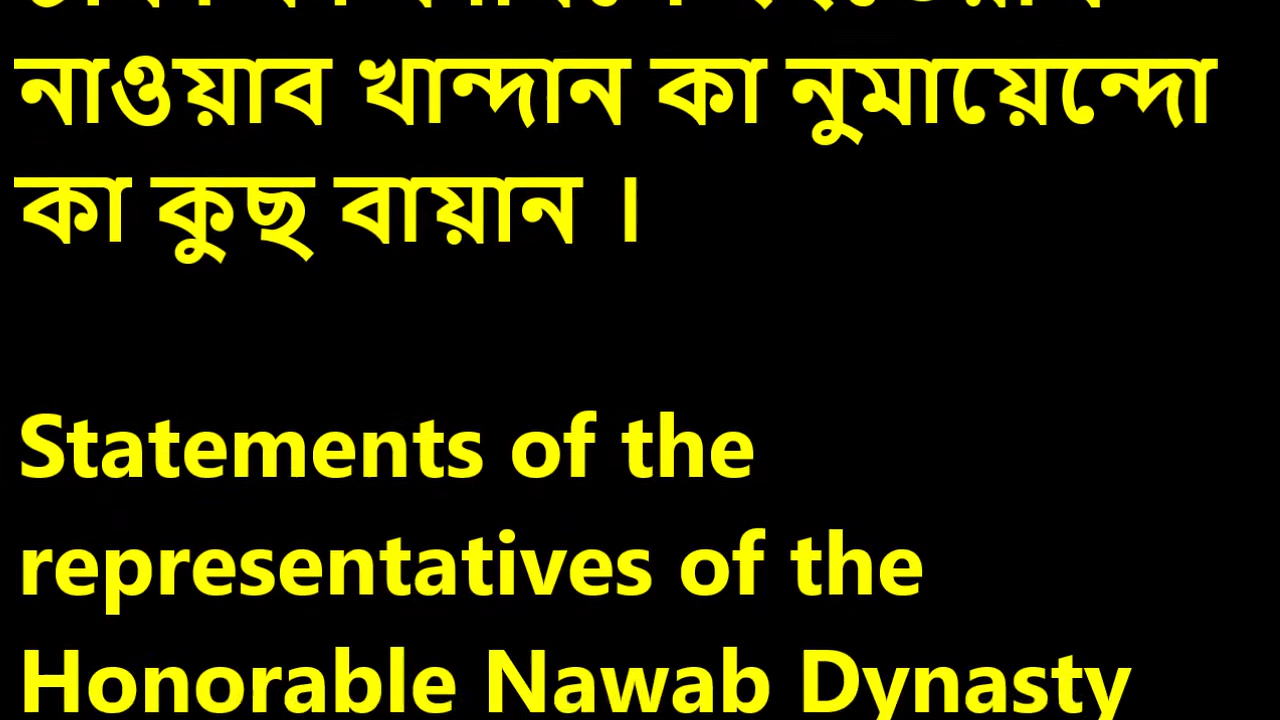 নাওয়াব খান্দান কা নুমায়েন্দো
কা কুছ বায়ান ।
Statements of the
representatives of the
Honorable Nawab Dynasty